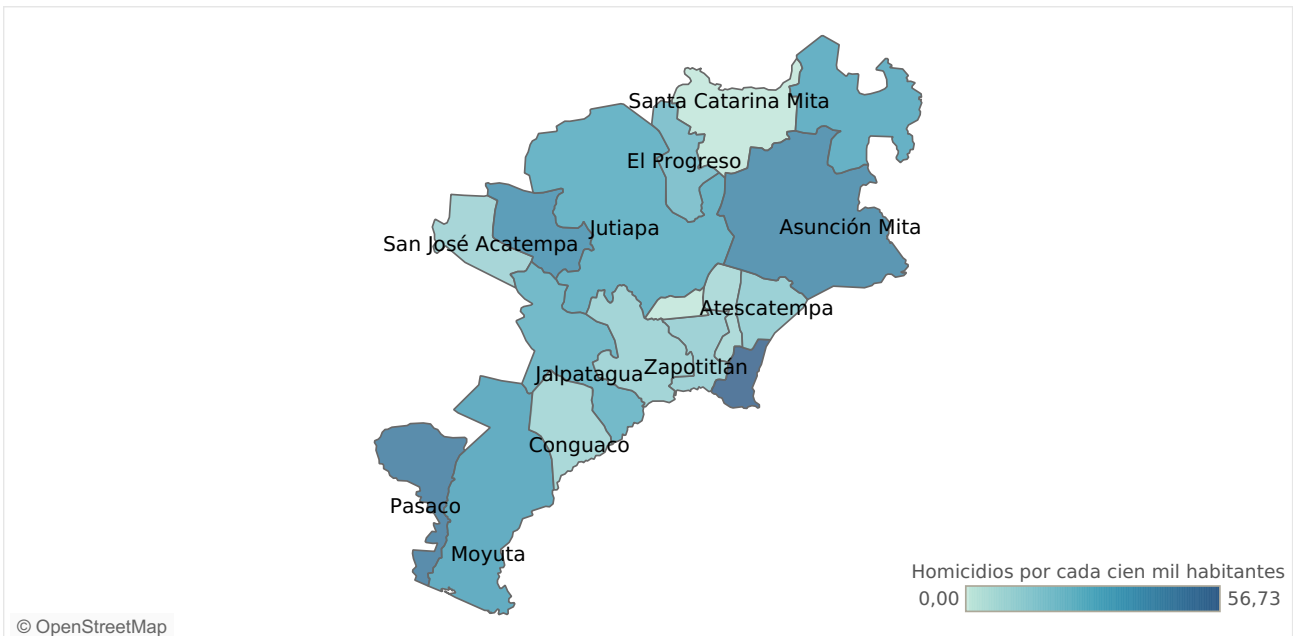 Santa Catarina Mita
El Progreso
Jutiapa
Asunción Mita
San José Acatempa
Atescatempa
Zapotitlán
Jalpatagua
Conguaco
Pasaco
Moyuta
Homicidios por cada cien mil habitantes
0,00 56,73
© OpenStreetMap